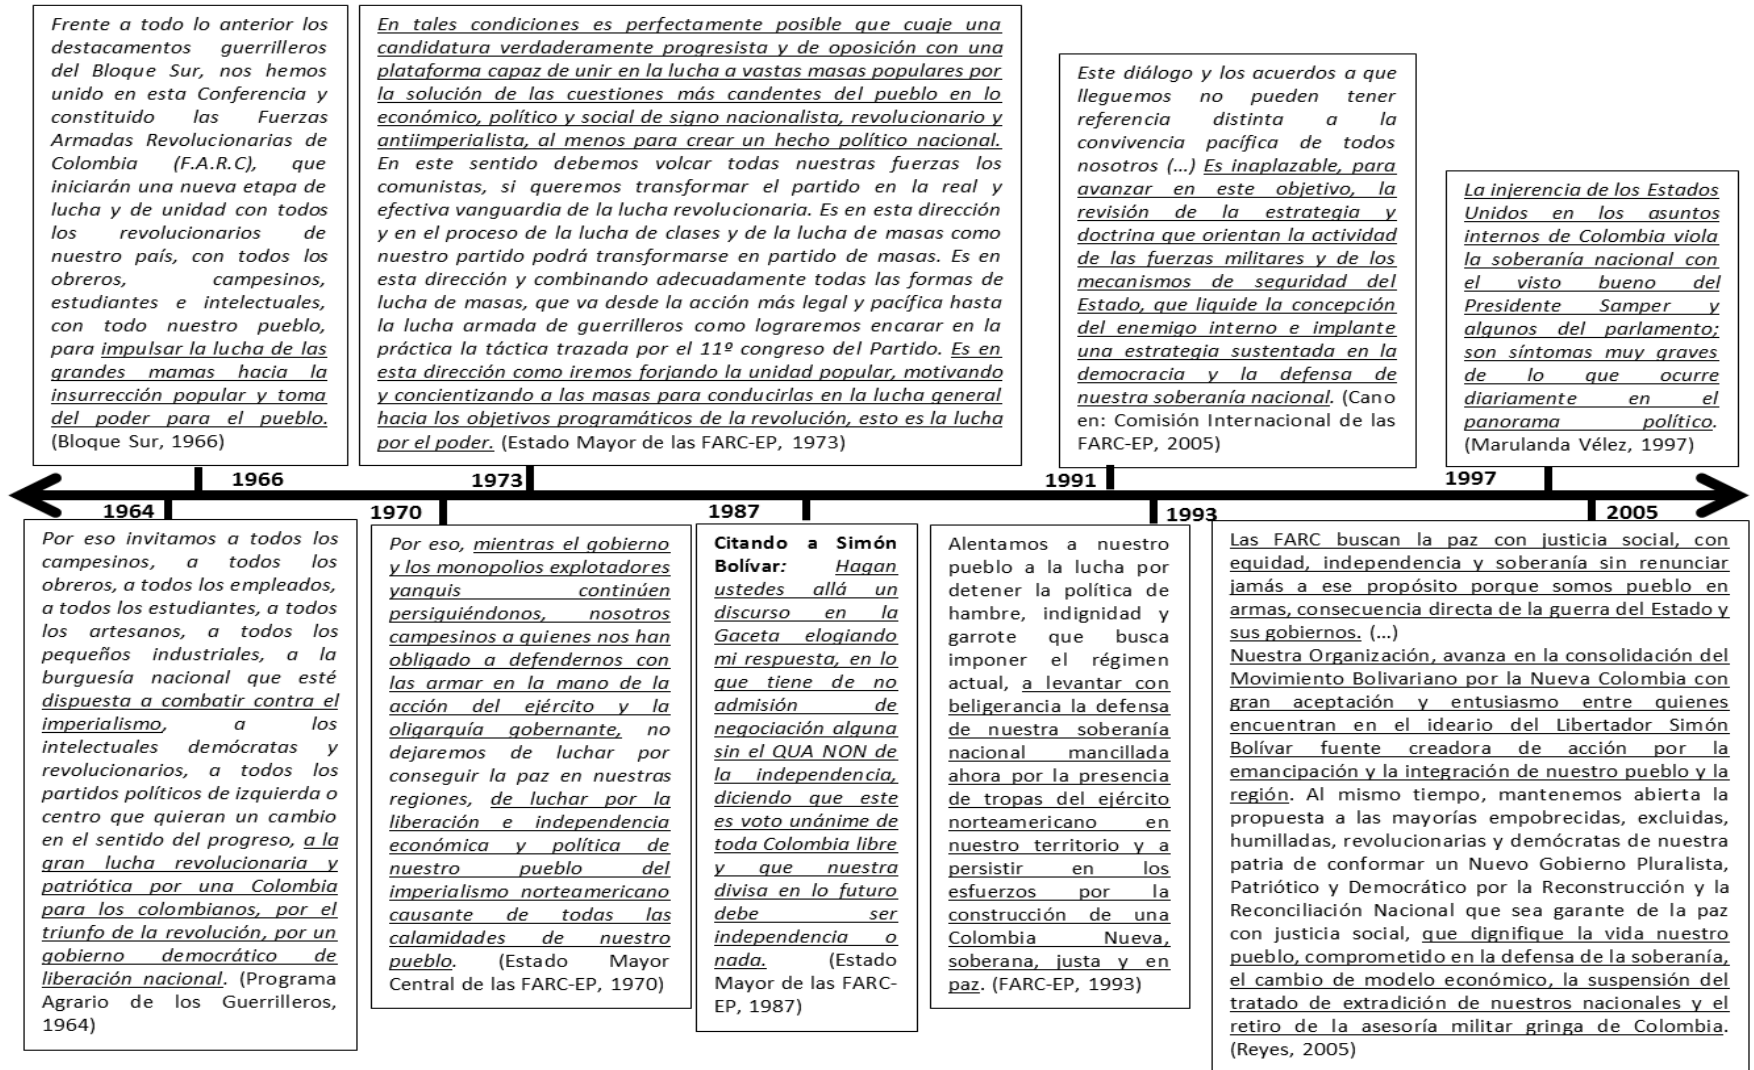 Frente a todo lo anterior los
destacamentos guerrilleros
del Bloque Sur, nos hemos
unido en esta Conferencia y
constituido las Fuerzas
Armadas Revolucionarias de
Colombia (F.A.R.C), que
iniciarán una nueva etapa de
lucha y de unidad con todos
los revolucionarios de
nuestro país, con todos los
obreros, campesinos,
estudiantes e intelectuales,
con todo nuestro pueblo,
para impulsar la lucha de las
grandes mamas hacia la
insurrección popular y toma
del poder para el pueblo.
(Bloque Sur, 1966)
En tales condiciones es perfectamente posible que cuaje una
candidatura verdaderamente progresista y de oposición con una
plataforma capaz de unir en la lucha a vastas masas populares por
la solución de las cuestiones más candentes del pueblo en lo
económico, político y social de signo nacionalista, revolucionario y
antiimperialista, al menos para crear un hecho político nacional.
En este sentido debemos volcar todas nuestras fuerzas los
comunistas, si queremos transformar el partido en la real y
efectiva vanguardia de la lucha revolucionaria. Es en esta dirección
y en el proceso de la lucha de clases y de la lucha de masas como
nuestro partido podrá transformarse en partido de masas. Es en
esta dirección y combinando adecuadamente todas las formas de
lucha de masas, que va desde la acción más legal y pacífica hasta
la lucha armada de guerrilleros como lograremos encarar en la
práctica la táctica trazada por el 11º congreso del Partido. Es en
esta dirección como iremos forjando la unidad popular, motivando
y concientizando a las masas para conducirlas en la lucha general
hacia los objetivos programáticos de la revolución, esto es la lucha
por el poder. (Estado Mayor de las FARC-EP, 1973)
Este diálogo y los acuerdos a que
lleguemos no pueden tener
referencia distinta a la
convivencia pacífica de todos
nosotros (...) Es inaplazable, para
avanzar en este objetivo, la
revisión de la estrategia y
doctrina que orientan la actividad
de las fuerzas militares y de los
mecanismos de seguridad del
Estado, que liquide la concepción
del enemigo interno e implante
una estrategia sustentada en la
democracia y la defensa de
nuestra soberanía nacional. (Cano
en: Comisión Internacional de las
FARC-EP, 2005)
La injerencia de los Estados
Unidos en los asuntos
internos de Colombia viola
la soberanía nacional con
el visto bueno del
Presidente Samper y
algunos del parlamento;
son síntomas muy graves
de lo que ocurre
diariamente en el
panorama político.
(Marulanda Vélez, 1997)
1966
1973
1991
1997
1964
1970
1987
1993
2005
Por eso invitamos a todos los
campesinos, a todos los
obreros, a todos los empleados,
a todos los estudiantes, a todos
los artesanos, a todos los
pequeños industriales, a la
burguesía nacional que esté
dispuesta a combatir contra el
imperialismo, a los
intelectuales demócratas y
revolucionarios, a todos los
partidos políticos de izquierda o
centro que quieran un cambio
en el sentido del progreso, a la
gran lucha revolucionaria y
patriótica por una Colombia
para los colombianos, por el
triunfo de la revolución, por un
gobierno democrático de
liberación nacional. (Programa
Agrario de los Guerrilleros,
1964)
Por eso, mientras el gobierno
y los monopolios explotadores
yanquis continúen
persiguiéndonos, nosotros
campesinos a quienes nos han
obligado a defendernos con
las armar en la mano de la
acción del ejército y la
oligarquía gobernante, no
dejaremos de luchar por
conseguir la paz en nuestras
regiones, de luchar por la
liberación e independencia
económica y política de
nuestro pueblo del
imperialismo norteamericano
causante de todas las
calamidades de nuestro
pueblo. (Estado Mayor
Central de las FARC-EP, 1970)
Citando a Simón
Bolívar: Hagan
ustedes allá un
discurso en la
Gaceta elogiando
mi respuesta, en lo
que tiene de no
admisión de
negociación alguna
sin el QUA NON de
la independencia,
diciendo que este
es voto unánime de
toda Colombia libre
y que nuestra
divisa en lo futuro
debe ser
independencia o
nada. (Estado
Mayor de las FARC-
EP, 1987)
Alentamos a nuestro
pueblo a la lucha por
detener la política de
hambre, indignidad y
garrote que busca
imponer el régimen
actual, a levantar con
beligerancia la defensa
de nuestra soberanía
nacional mancillada
ahora por la presencia
de tropas del ejército
norteamericano en
nuestro territorio y a
persistir en los
esfuerzos por la
construcción de una
Colombia Nueva,
soberana, justa y en
paz. (FARC-EP, 1993)
Las FARC buscan la paz con justicia social, con
equidad, independencia y soberanía sin renunciar
jamás a ese propósito porque somos pueblo en
armas, consecuencia directa de la guerra del Estado y
sus gobiernos. (...)
Nuestra Organización, avanza en la consolidación del
Movimiento Bolivariano por la Nueva Colombia con
gran aceptación y entusiasmo entre quienes
encuentran en el ideario del Libertador Simón
Bolívar fuente creadora de acción por la
emancipación y la integración de nuestro pueblo y la
región. Al mismo tiempo, mantenemos abierta la
propuesta a las mayorías empobrecidas, excluidas,
humilladas, revolucionarias y demócratas de nuestra
patria de conformar un Nuevo Gobierno Pluralista,
Patriótico y Democrático por la Reconstrucción y la
Reconciliación Nacional que sea garante de la paz
con justicia social, que dignifique la vida nuestro
pueblo, comprometido en la defensa de la soberanía,
el cambio de modelo económico, la suspensión del
tratado de extradición de nuestros nacionales y el
retiro de la asesoría militar gringa de Colombia.
(Reyes, 2005)